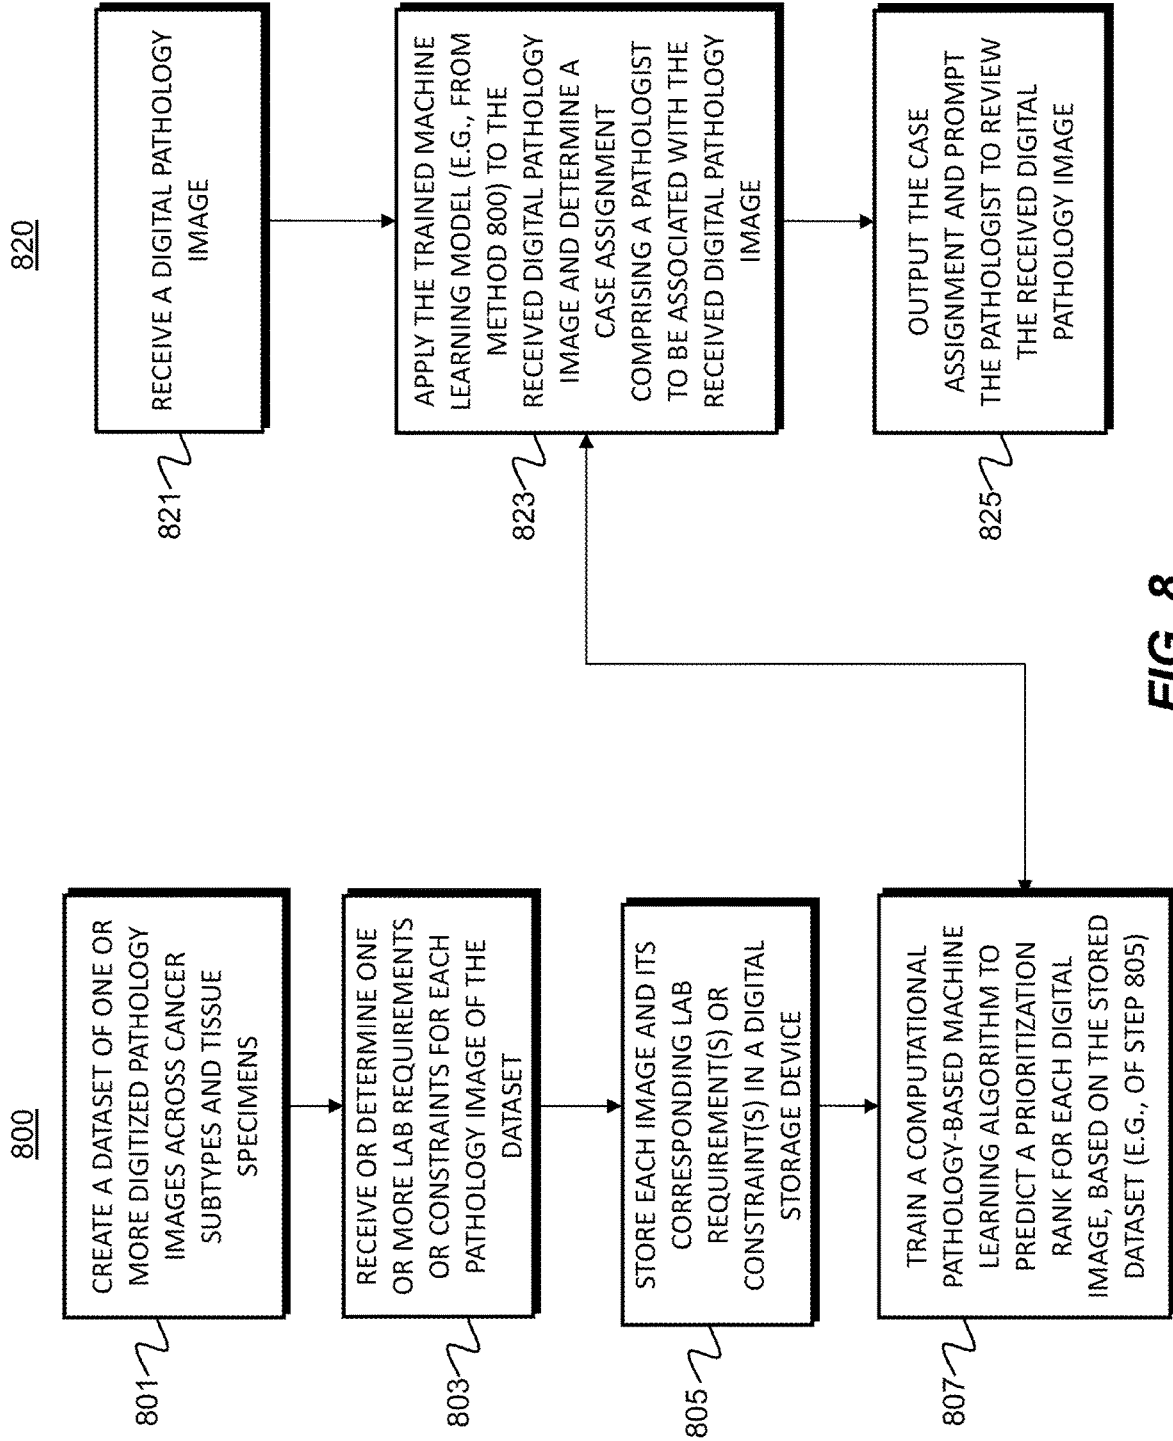 800
801
CREATE A DATASET OF ONE OR
MORE DIGITIZED PATHOLOGY
IMAGES ACROSS CANCER
SUBTYPES AND TISSUE
SPECIMENS
803
RECEIVE OR DETERMINE ONE
OR MORE LAB REQUIREMENTS
OR CONSTRAINTS FOR EACH
PATHOLOGY IMAGE OF THE
DATASET
805
STORE EACH IMAGE AND ITS
CORRESPONDING LAB
REQUIREMENT(S) OR
CONSTRAINT(S) IN A DIGITAL
STORAGE DEVICE
807
TRAIN A COMPUTATIONAL
PATHOLOGY-BASED MACHINE
LEARNING ALGORITHM TO
PREDICT A PRIORITIZATION
RANK FOR EACH DIGITAL
IMAGE, BASED ON THE STORED
DATASET (E.G., OF STEP 805)
820
821
RECEIVE A DIGITAL PATHOLOGY
IMAGE
823
APPLY THE TRAINED MACHINE
LEARNING MODEL (E.G., FROM
METHOD 800) TO THE
RECEIVED DIGITAL PATHOLOGY
IMAGE AND DETERMINE A
CASE ASSIGNMENT
COMPRISING A PATHOLOGIST
TO BE ASSOCIATED WITH THE
RECEIVED DIGITAL PATHOLOGY
IMAGE
825
OUTPUT THE CASE
ASSIGNMENT AND PROMPT
THE PATHOLOGIST TO REVIEW
THE RECEIVED DIGITAL
PATHOLOGY IMAGE
FIG. 8